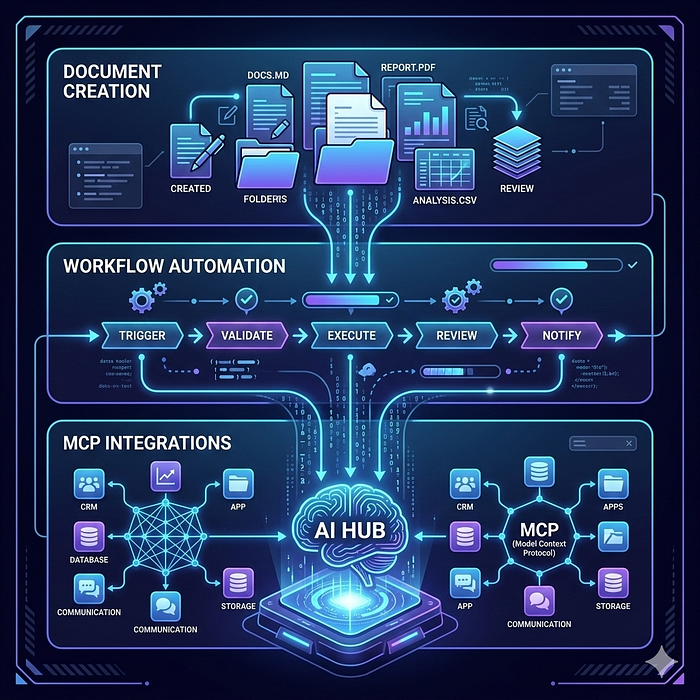 DOCUMENT
CREATION
DOCS.MD
REPORT.PDF
CREATED
ANALYSIS.CSV
REVIEW
WORKFLOW AUTOMATION
TRIGGER
VALIDATE
EXECUTE
REVIEW
NOTIFY
MCP INTEGRATIONS
CRM
APP
DATABASE
COMMUNICATION
COMMUNICATION
STORAGE
AI HUB
CRM
APPS
MCP
(Model Context
Protocol)
APP
STORAGE
COMMUNICATION